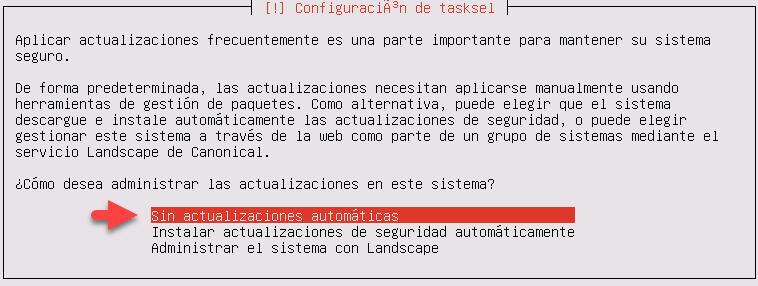 [!] ConfiguraciÃ³n de tasksel
Aplicar actualizaciones frecuentemente es una parte importante para mantener su sistema
seguro.
De forma predeterminada, las actualizaciones necesitan aplicarse manualmente usando
herramientas de gestión de paquetes. Como alternativa, puede elegir que el sistema
descargue e instale automáticamente las actualizaciones de seguridad, o puede elegir
gestionar este sistema a través de la web como parte de un grupo de sistemas mediante el
servicio Landscape de Canonical.
¿Cómo desea administrar las actualizaciones en este sistema?
Sin actualizaciones automáticas
Instalar actualizaciones de seguridad automáticamente
Administrar el sistema con Landscape